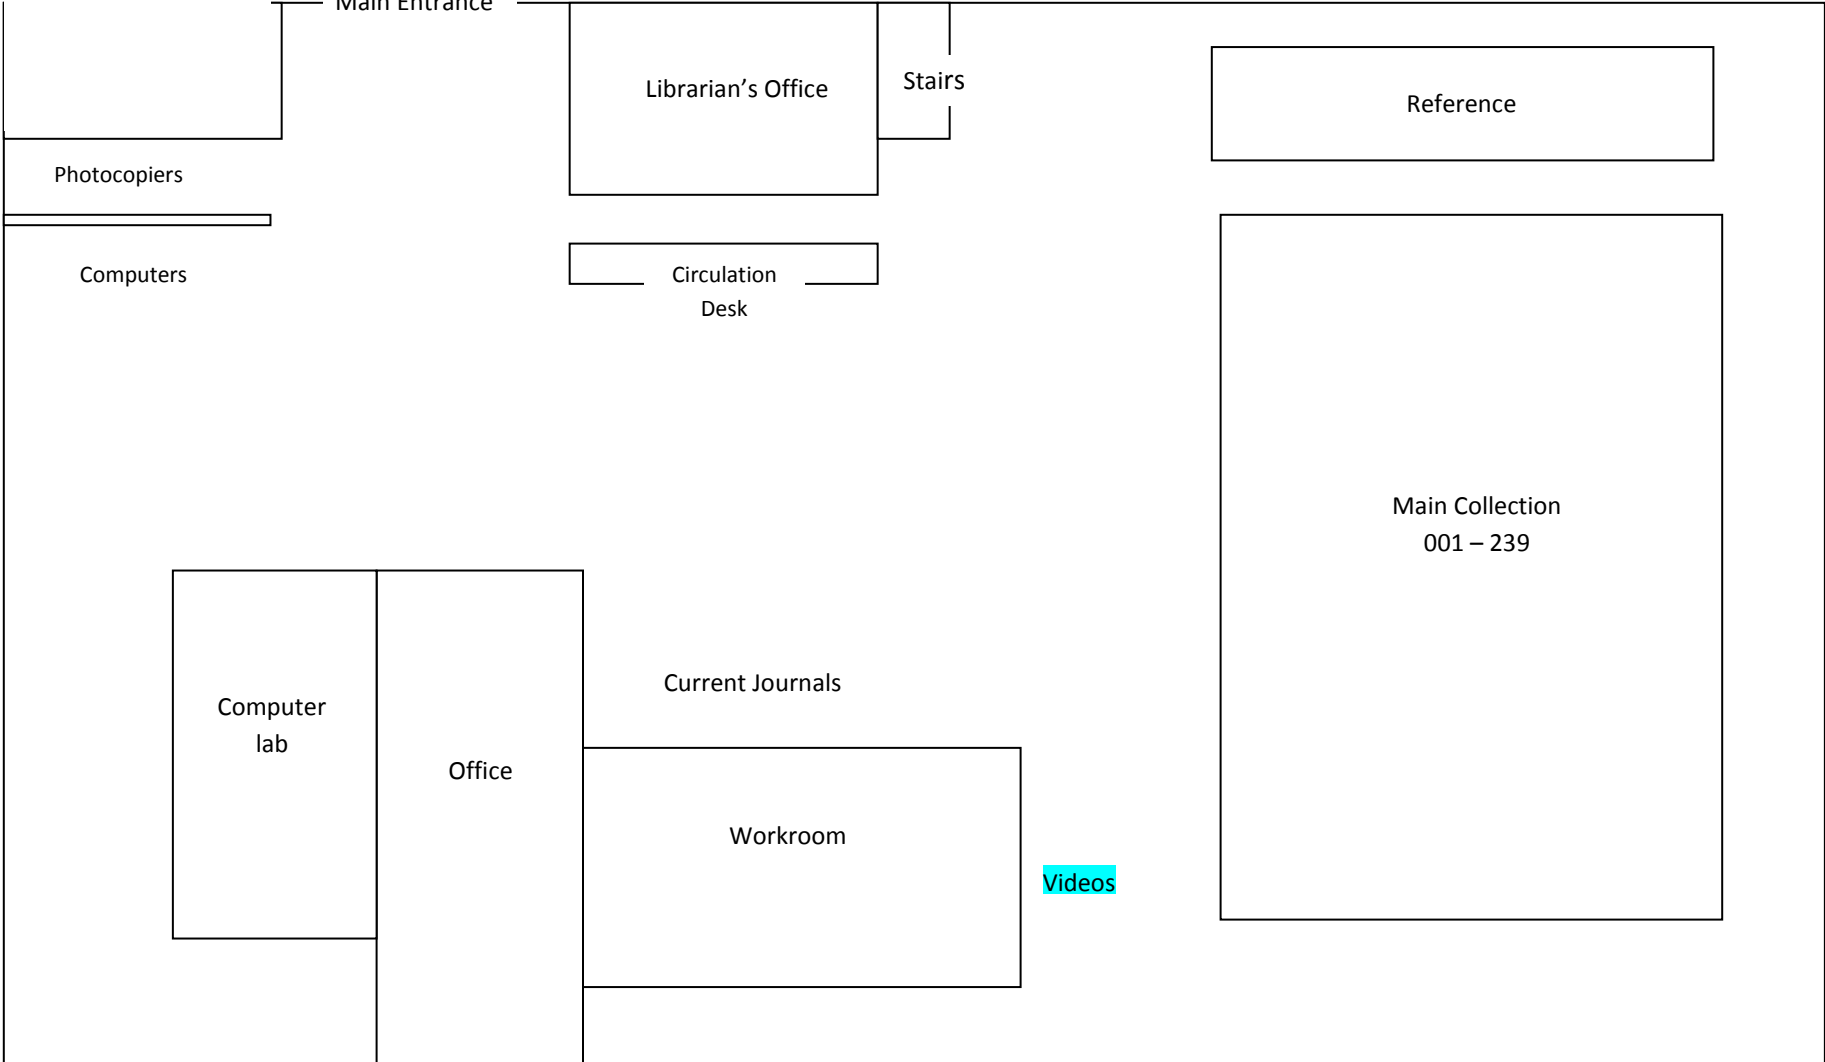 Main Entrance
Librarian’s Office
Stairs
Reference
Photocopiers
Computers
Circulation
Desk
Main Collection
001 – 239
Current Journals
Computer
lab
Office
Workroom
Videos